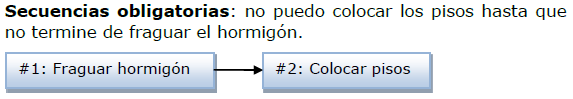 Secuencias obligatorias: no puedo colocar los pisos hasta que
no termine de fraguar el hormigón.
#1: Fraguar hormigón
#2: Colocar pisos